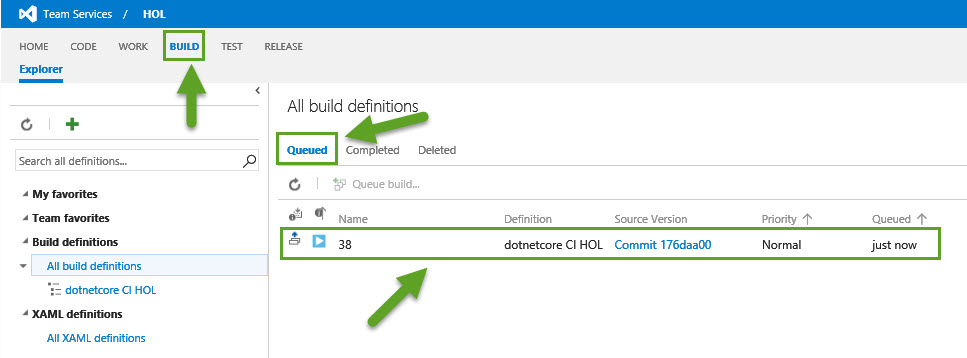 Team Services / HOL
HOME CODE WORK BUILD TEST RELEASE
Explorer
Search all definitions...
My favorites
Team favorites
Build definitions
All build definitions
dotnetcore CI HOL
XAML definitions
All XAML definitions
All build definitions
Queued Completed Deleted
Queue build...
Name Definition Source Version Priority Queued
38 dotnetcore CI HOL Commit 176daa00 Normal just now